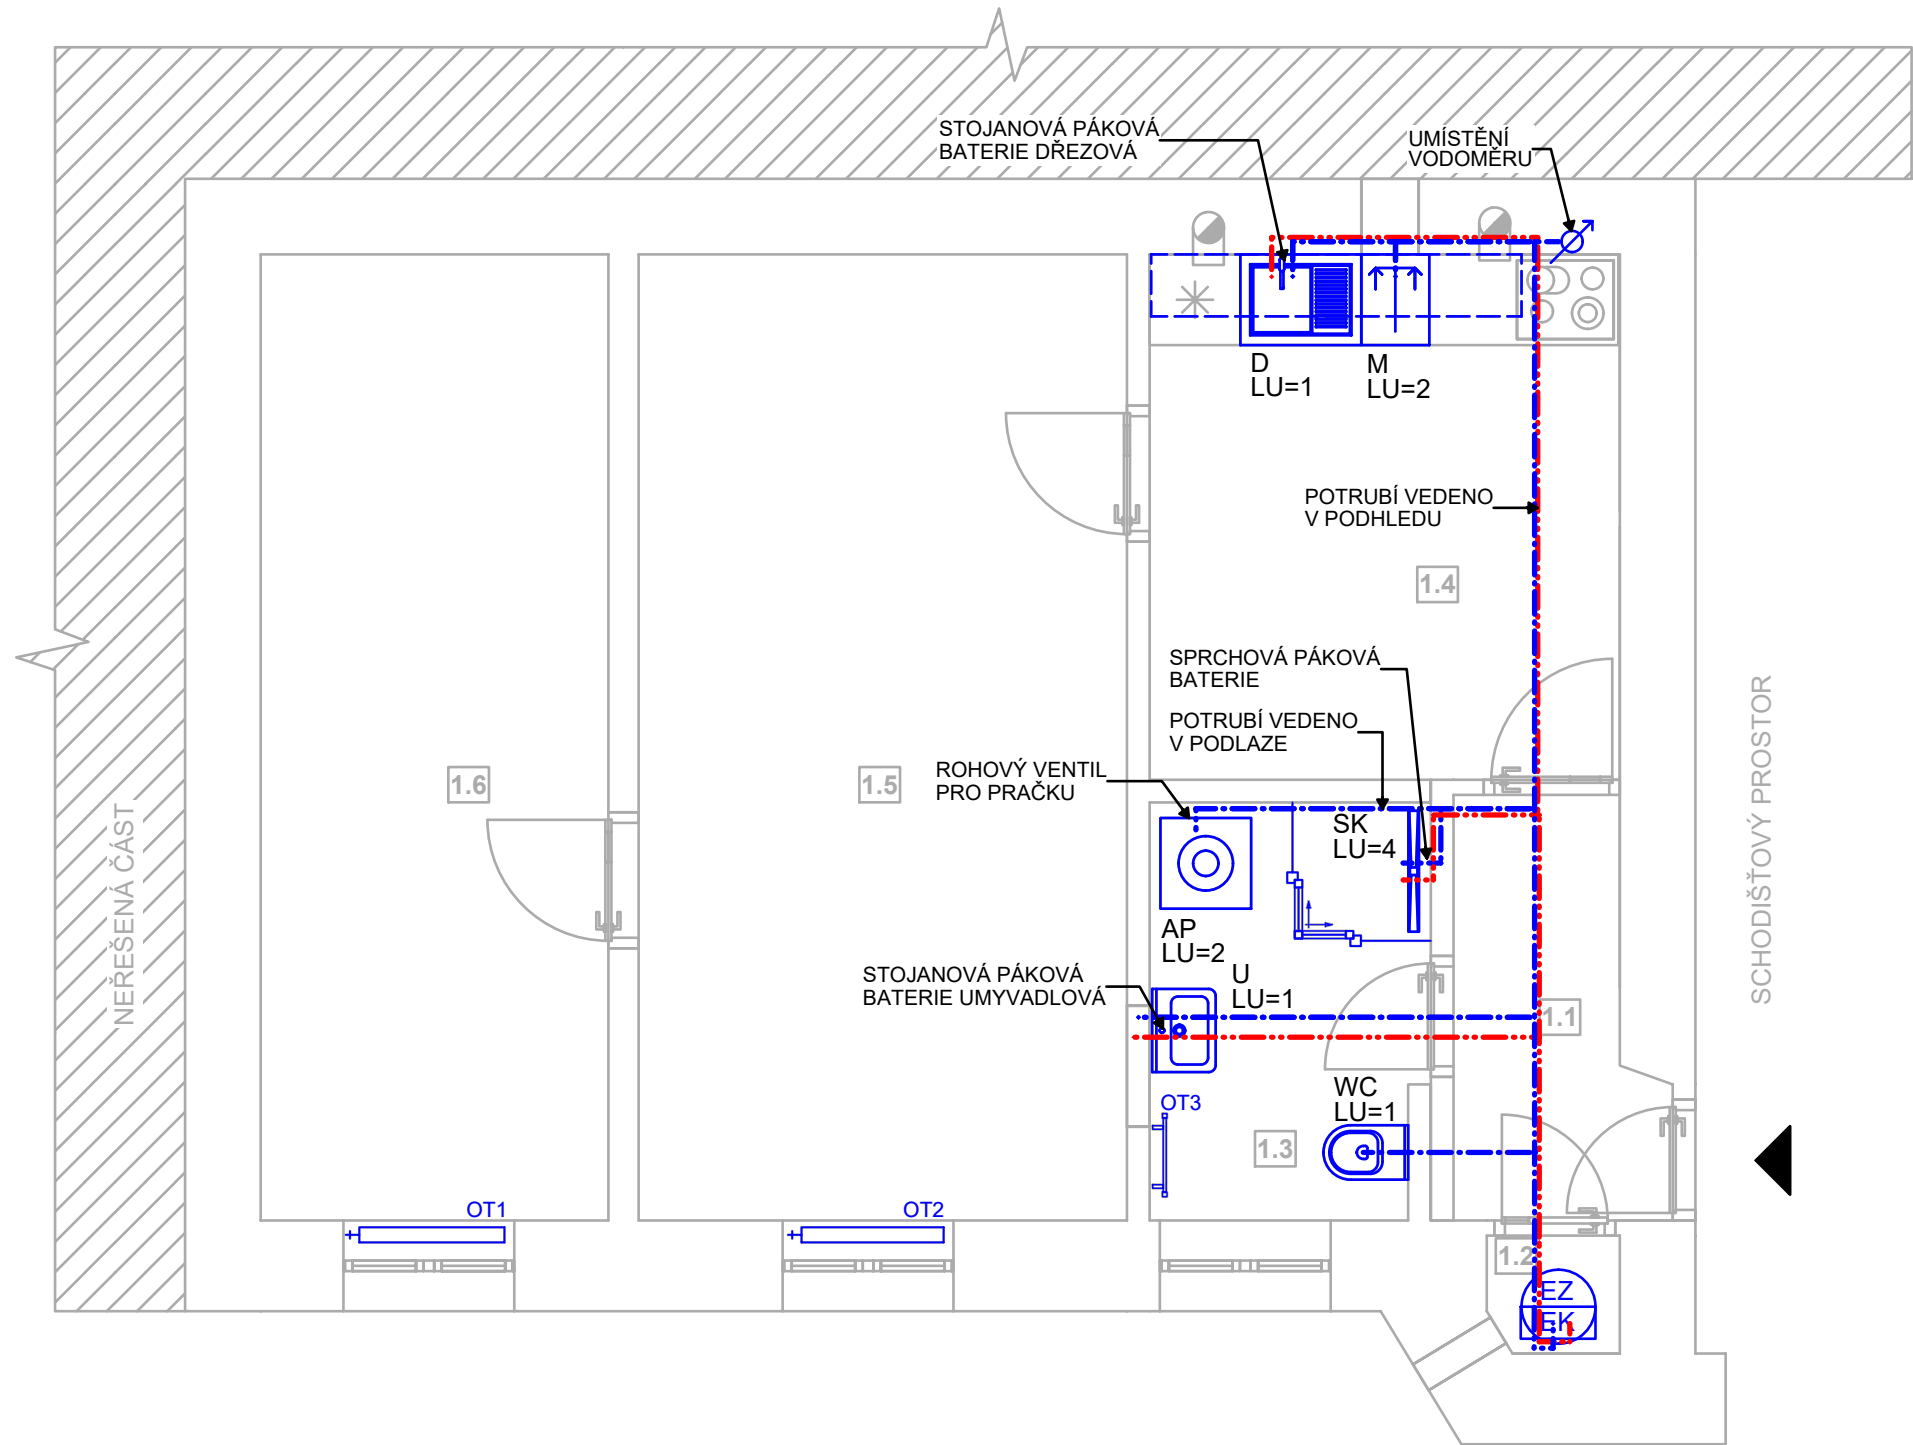 STOJANOVÁ PÁKOVÁ
BATERIE DŘEZOVÁ
UMÍSTĚNÍ
VODOMĚRU
D
LU=1
M
LU=2
POTRUBÍ VEDENO
V PODHLEDU
1.4
SPRCHOVÁ PÁKOVÁ
BATERIE
POTRUBÍ VEDENO
V PODLAZE
ROHOVÝ VENTIL
PRO PRAČKU
1.6
1.5
SK
LU=4
NEŘEŠENÁ ČÁST
SCHODIŠŤOVÝ PROSTOR
AP
LU=2
U
LU=1
STOJANOVÁ PÁKOVÁ
BATERIE UMYVADLOVÁ
1.1
WC
LU=1
OT3
1.3
OT1
OT2
1.2
EZ
EK